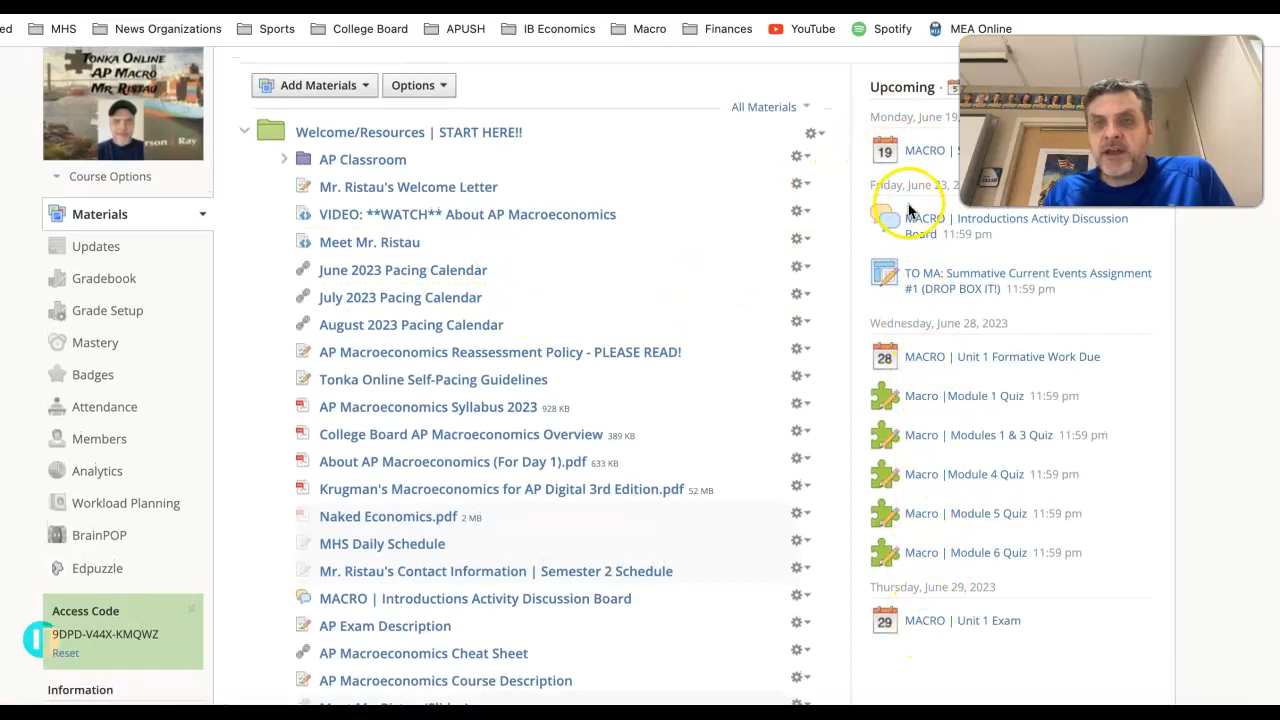 ed
MHS
News Organizations
Sports
College Board
APUSH
IB Economics
Macro
Finances
YouTube
Spotify
MEA Online
TONKA ONLINE
AP MACRO
MR RISTAU
Ray
Course Options
Materials
Updates
Gradebook
Grade Setup
Mastery
Badges
Attendance
Members
Analytics
Workload Planning
BrainPOP
Edpuzzle
Access Code
9DPD-V44X-KMQWZ
Reset
Information
Add Materials
Options
All Materials
Welcome/Resources | START HERE!!
AP Classroom
Mr. Ristau's Welcome Letter
VIDEO: **WATCH** About AP Macroeconomics
Meet Mr. Ristau
June 2023 Pacing Calendar
July 2023 Pacing Calendar
August 2023 Pacing Calendar
AP Macroeconomics Reassessment Policy - PLEASE READ!
Tonka Online Self-Pacing Guidelines
AP Macroeconomics Syllabus 2023 928 KB
College Board AP Macroeconomics Overview 389 KB
About AP Macroeconomics (For Day 1).pdf 633 KB
Krugman's Macroeconomics for AP Digital 3rd Edition.pdf 52 MB
Naked Economics.pdf 2 MB
MHS Daily Schedule
Mr. Ristau's Contact Information | Semester 2 Schedule
MACRO | Introductions Activity Discussion Board
AP Exam Description
AP Macroeconomics Cheat Sheet
AP Macroeconomics Course Description
Upcoming ·
Monday, June 19,
19
MACRO |
Friday, June 23, 2
MACRO | Introductions Activity Discussion
Board 11:59 pm
TO MA: Summative Current Events Assignment
#1 (DROP BOX IT!) 11:59 pm
Wednesday, June 28, 2023
28
MACRO | Unit 1 Formative Work Due
Macro |Module 1 Quiz 11:59 pm
Macro | Modules 1 & 3 Quiz 11:59 pm
Macro |Module 4 Quiz 11:59 pm
Macro | Module 5 Quiz 11:59 pm
Macro | Module 6 Quiz 11:59 pm
Thursday, June 29, 2023
29
MACRO | Unit 1 Exam